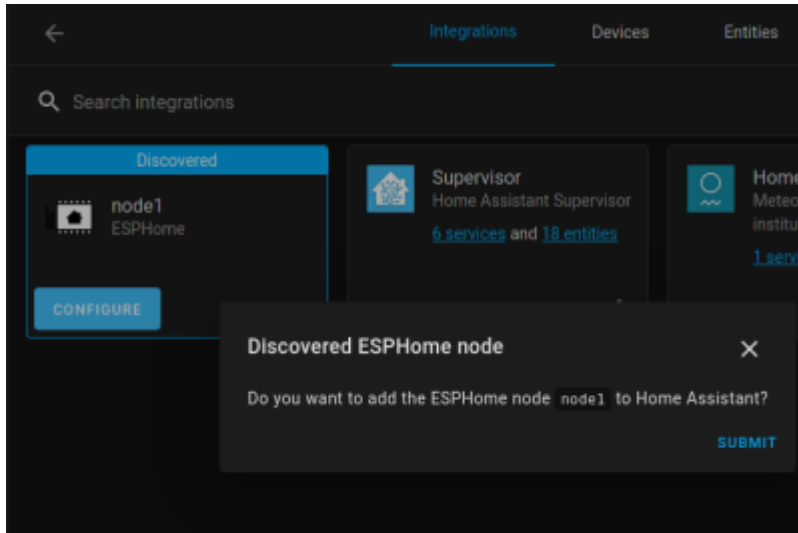 Integrations Devices Entities
Search integrations
Discovered
node1
ESPHome
CONFIGURE
Supervisor
Home Assistant Supervisor
6 services and 18 entities
Home
Meteo
institu
1 servi
Discovered ESPHome node
Do you want to add the ESPHome node node1 to Home Assistant?
SUBMIT